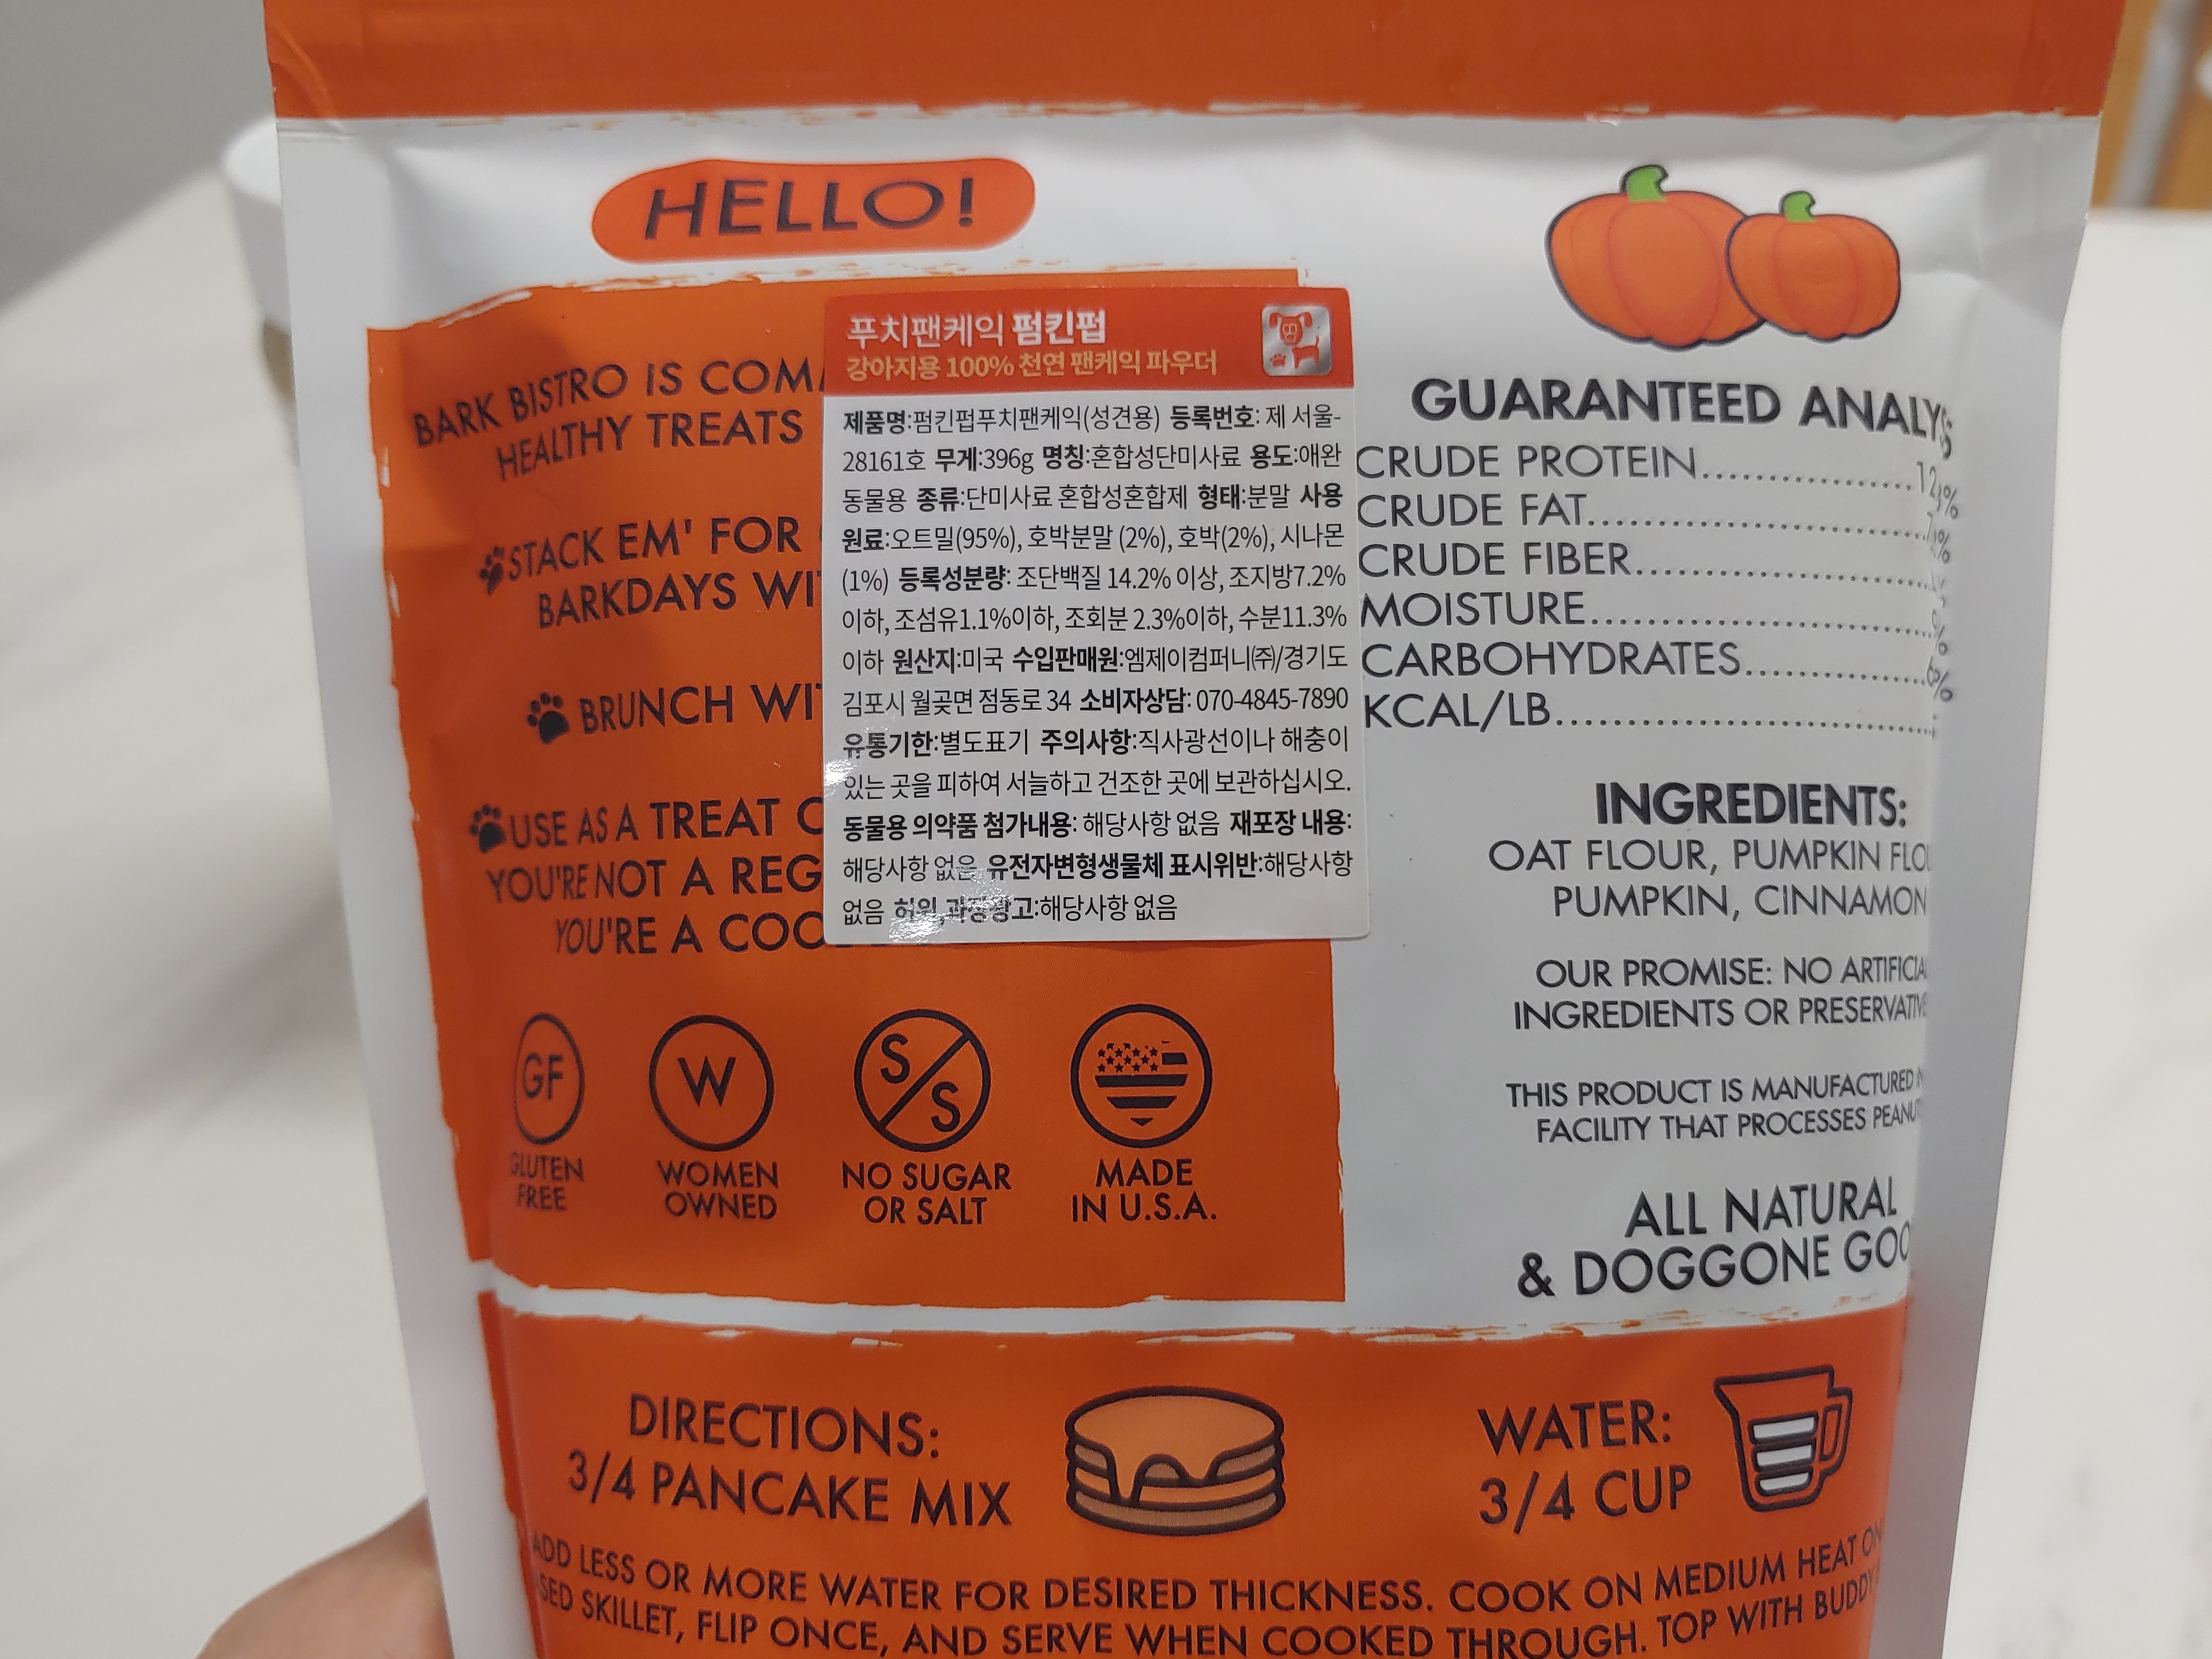 HELLO!
BARK BISTRO IS
HEALTHY TREATS
STACK EM' FOR
BARKDAYS
BRUNCH
USE AS A TREAT
YOU'RE NOT A
YOU'RE A
푸치팬케익 펌킨펍
강아지용 100% 천연 팬케익 파우더
제품명:펌킨펍푸치팬케익(성견용) 등록번호: 제 서울-
28161호 무게:396g 명칭:혼합성단미사료 용도:애완
동물용 종류:단미사료 혼합성혼합제 형태:분말 사용
원료:오트밀(95%), 호박분말 (2%), 호박(2%), 시나몬
(1%) 등록성분량: 조단백질 14.2% 이상, 조지방7.2%
이하, 조섬유1.1%이하, 조회분 2.3%이하, 수분11.3%
이하 원산지:미국 수입판매원:엠제이컴퍼니㈜/경기도
김포시 월곶면 점동로 34 소비자상담: 070-4845-7890
유통기한:별도표기 주의사항:직사광선이나 해충이
있는 곳을 피하여 서늘하고 건조한 곳에 보관하십시오.
동물용 의약품 첨가내용: 해당사항 없음 재포장 내용:
해당사항 없음 유전자변형생물체 표시위반:해당사항
없음 허위,과장광고:해당사항 없음
GF
GLUTEN
FREE
W
WOMEN
OWNED
S/S
NO SUGAR
OR SALT
MADE
IN U.S.A.
GUARANTEED
CRUDE PROTEIN
CRUDE FAT
CRUDE FIBER
MOISTURE
CARBOHYDRATES
KCAL/LB
INGREDIENTS:
OAT FLOUR, PUMPKIN
PUMPKIN, CINNAMON
OUR PROMISE: NO
INGREDIENTS OR
THIS PRODUCT IS MANUFACTURED
FACILITY THAT PROCESSES
ALL NATURAL
& DOGGONE
DIRECTIONS:
3/4 PANCAKE MIX
WATER:
3/4 CUP
ADD LESS OR MORE WATER FOR DESIRED THICKNESS. COOK ON MEDIUM HEAT ON
SKILLET, FLIP ONCE, AND SERVE WHEN COOKED THROUGH. TOP WITH BUDDY